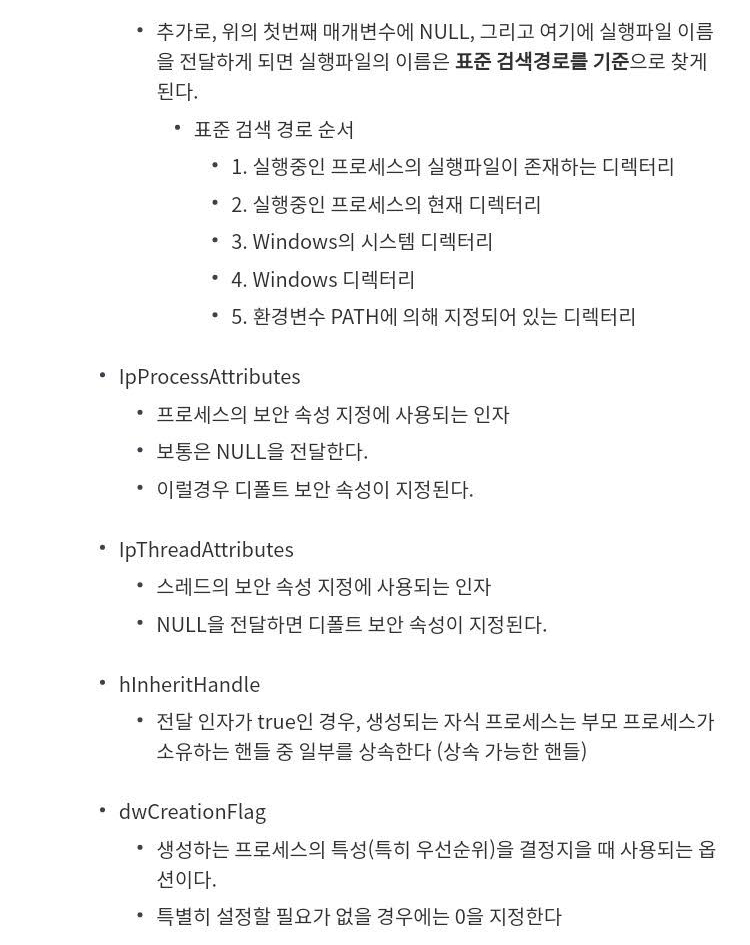 • 추가로, 위의 첫번째 매개변수에 NULL, 그리고 여기에 실행파일 이름
을 전달하게 되면 실행파일의 이름은 표준 검색경로를 기준으로 찾게
된다.
• 표준 검색 경로 순서
• 1. 실행중인 프로세스의 실행파일이 존재하는 디렉터리
• 2. 실행중인 프로세스의 현재 디렉터리
• 3. Windows의 시스템 디렉터리
• 4. Windows 디렉터리
• 5. 환경변수 PATH에 의해 지정되어 있는 디렉터리
• IpProcessAttributes
• 프로세스의 보안 속성 지정에 사용되는 인자
• 보통은 NULL을 전달한다.
• 이럴경우 디폴트 보안 속성이 지정된다.
• IpThreadAttributes
• 스레드의 보안 속성 지정에 사용되는 인자
• NULL을 전달하면 디폴트 보안 속성이 지정된다.
• hInheritHandle
• 전달 인자가 true인 경우, 생성되는 자식 프로세스는 부모 프로세스가
소유하는 핸들 중 일부를 상속한다 (상속 가능한 핸들)
• dwCreationFlag
• 생성하는 프로세스의 특성(특히 우선순위)을 결정지을 때 사용되는 옵
션이다.
• 특별히 설정할 필요가 없을 경우에는 0을 지정한다